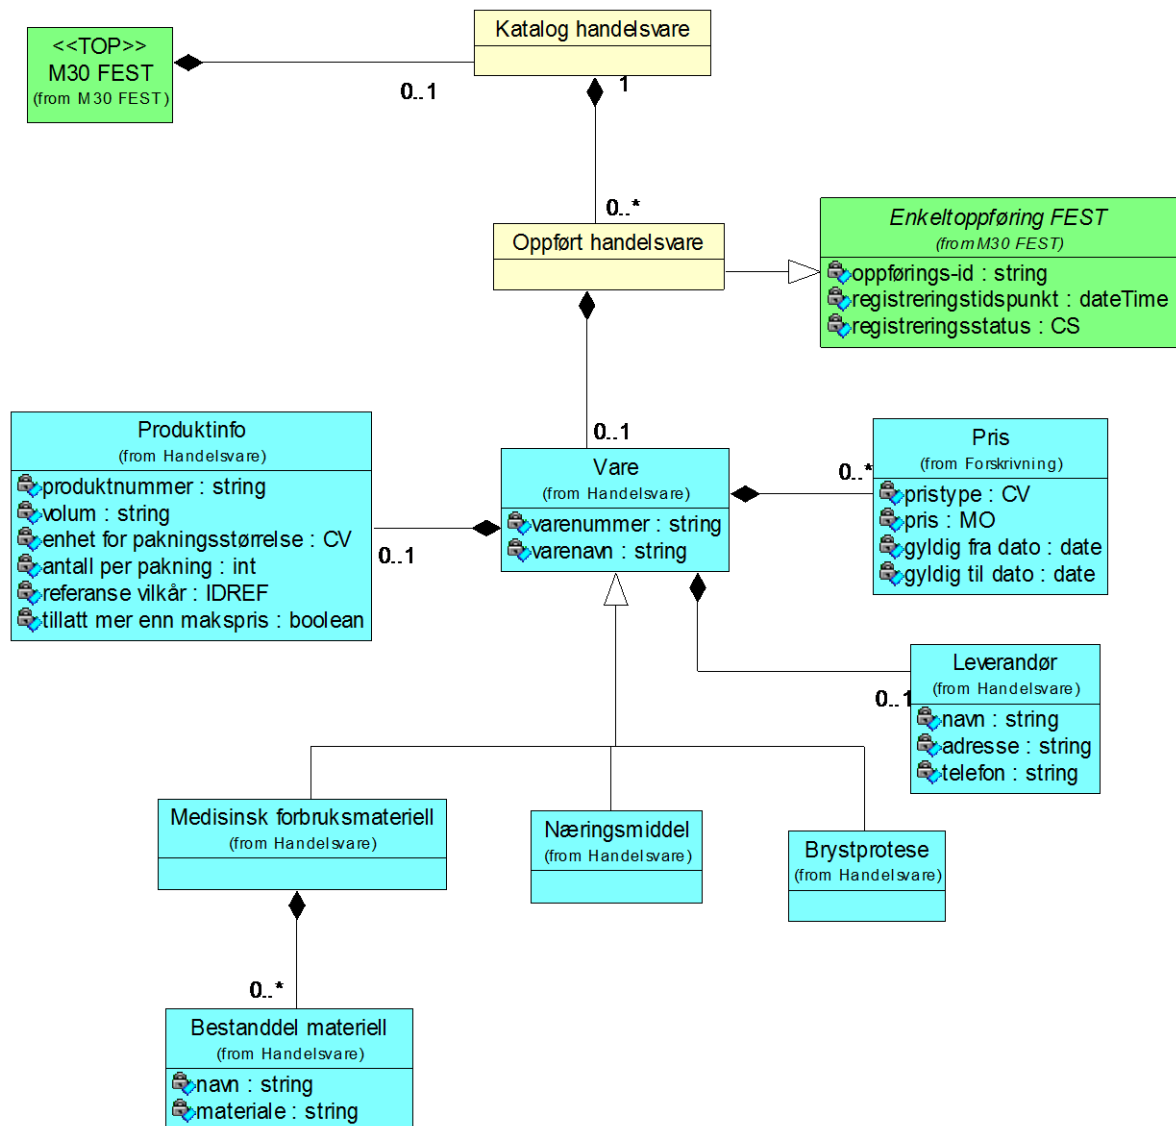 <<TOP>>
M30 FEST
(from M30 FEST)
0..1
Katalog handelsvare
1
0..*
Oppført handelsvare
Enkeltoppføring FEST
(from M30 FEST)
oppførings-id : string
registreringstidspunkt : dateTime
registreringsstatus : CS
0..1
Produktinfo
(from Handelsvare)
produktnummer : string
volum : string
enhet for pakningsstørrelse : CV
antall per pakning : int
referanse vilkår : IDREF
tillatt mer enn makspris : boolean
0..1
Vare
(from Handelsvare)
varenummer : string
varenavn : string
0..*
Pris
(from Forskrivning)
pristype : CV
pris : MO
gyldig fra dato : date
gyldig til dato : date
0..1
Leverandør
(from Handelsvare)
navn : string
adresse : string
telefon : string
Medisinsk forbruksmateriell
(from Handelsvare)
Næringsmiddel
(from Handelsvare)
Brystprotese
(from Handelsvare)
0..*
Bestanddel materiell
(from Handelsvare)
navn : string
materiale : string